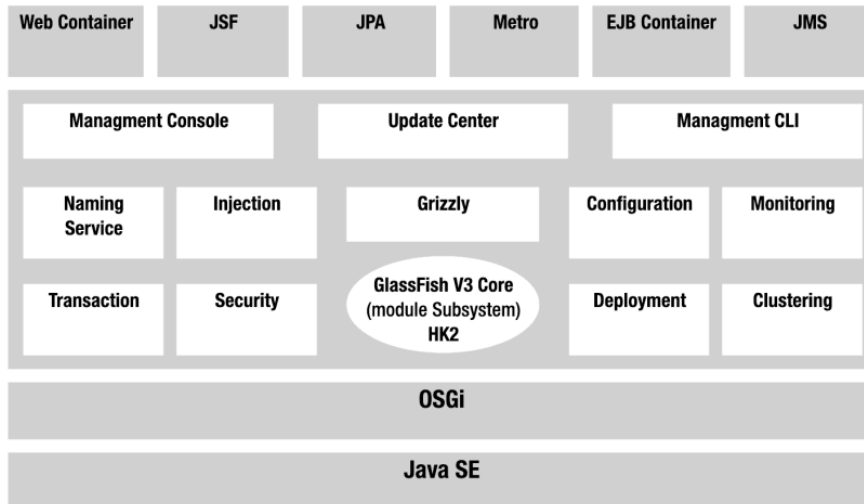 Web Container
JSF
JPA
Metro
EJB Container
JMS
Managment Console
Update Center
Managment CLI
Naming
Service
Injection
Grizzly
Configuration
Monitoring
Transaction
Security
GlassFish V3 Core
(module Subsystem)
HK2
Deployment
Clustering
OSGi
Java SE